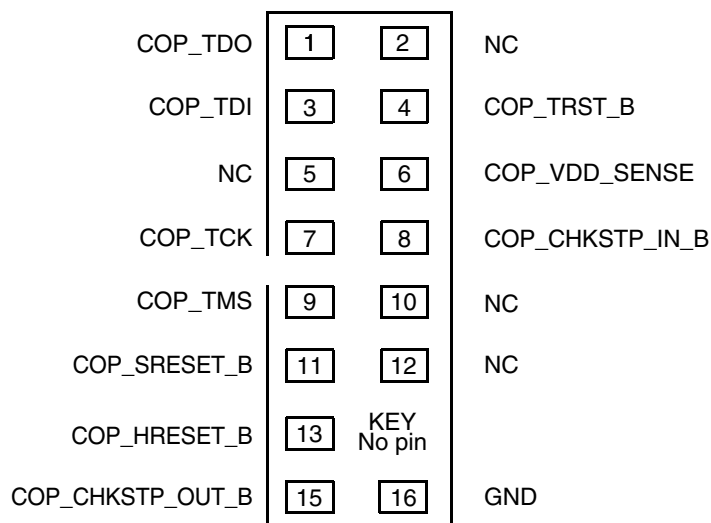 COP_TDO 1 2 NC
COP_TDI 3 4 COP_TRST_B
NC 5 6 COP_VDD_SENSE
COP_TCK 7 8 COP_CHKSTP_IN_B
COP_TMS 9 10 NC
COP_SRESET_B 11 12 NC
COP_HRESET_B 13 KEY
No pin
COP_CHKSTP_OUT_B 15 16 GND